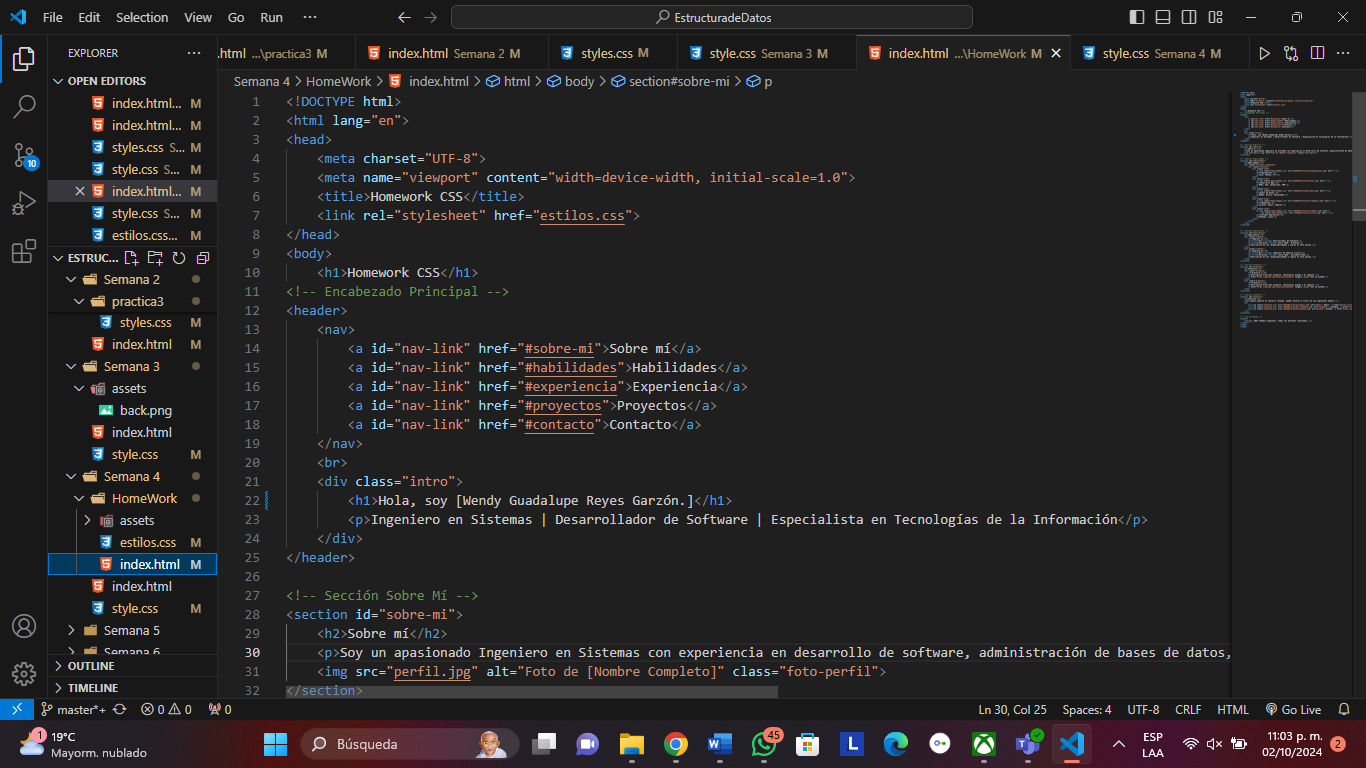 File Edit Selection View Go Run ··· EstructuradeDatos
EXPLORER ···
OPEN EDITORS
index.html... M
index.html... M
styles.css S... M
style.css S... M
index.html... M
style.css S... M
estilos.css... M
ESTRUC...
Semana 2
practica3
styles.css M
index.html M
Semana 3
assets
back.png
index.html
style.css M
Semana 4
HomeWork
assets
estilos.css M
index.html M
index.html
style.css M
Semana 5
Semana 6
OUTLINE
TIMELINE
.html ...\practica3 M index.html Semana 2 M styles.css M style.css Semana 3 M index.html ...\HomeWork M style.css Semana 4 M
Semana 4 > HomeWork > index.html > html > body > section#sobre-mi > p
1 <!DOCTYPE html>
2 <html lang="en">
3 <head>
4 <meta charset="UTF-8">
5 <meta name="viewport" content="width=device-width, initial-scale=1.0">
6 <title>Homework CSS</title>
7 <link rel="stylesheet" href="estilos.css">
8 </head>
9 <body>
10 <h1>Homework CSS</h1>
11 <!-- Encabezado Principal -->
12 <header>
13 <nav>
14 <a id="nav-link" href="#sobre-mi">Sobre mí</a>
15 <a id="nav-link" href="#habilidades">Habilidades</a>
16 <a id="nav-link" href="#experiencia">Experiencia</a>
17 <a id="nav-link" href="#proyectos">Proyectos</a>
18 <a id="nav-link" href="#contacto">Contacto</a>
19 </nav>
20 <br>
21 <div class="intro">
22 <h1>Hola, soy [Wendy Guadalupe Reyes Garzón.]</h1>
23 <p>Ingeniero en Sistemas | Desarrollador de Software | Especialista en Tecnologías de la Información</p>
24 </div>
25 </header>
26
27 <!-- Sección Sobre Mí -->
28 <section id="sobre-mi">
29 <h2>Sobre mí</h2>
30 <p>Soy un apasionado Ingeniero en Sistemas con experiencia en desarrollo de software, administración de bases de datos,
31 <img src="perfil.jpg" alt="Foto de [Nombre Completo]" class="foto-perfil">
32 </section>
10
master*+ 0 0 0 Ln 30, Col 25 Spaces: 4 UTF-8 CRLF HTML Go Live
1 19°C
Mayorm. nublado
Búsqueda
45
L
ESP
LAA
11:03 p. m.
02/10/2024
2